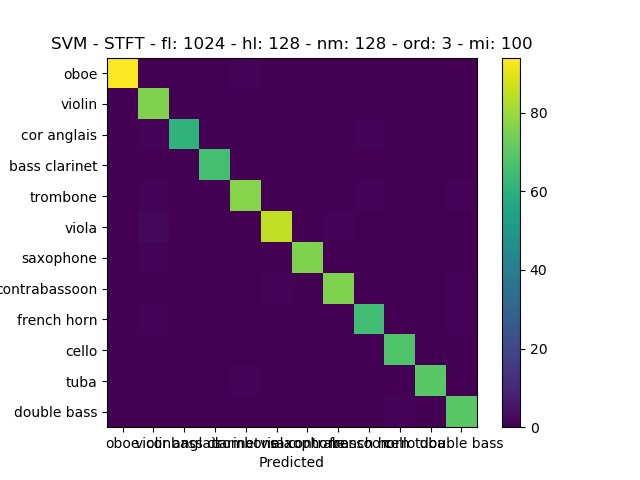 SVM - STFT - fl: 1024 - hl: 128 - nm: 128 - ord: 3 - mi: 100
oboe
violin
cor anglais
bass clarinet
trombone
viola
saxophone
contrabassoon
french horn
cello
tuba
double bass
80
60
40
20
0
oboe double bass
Predicted